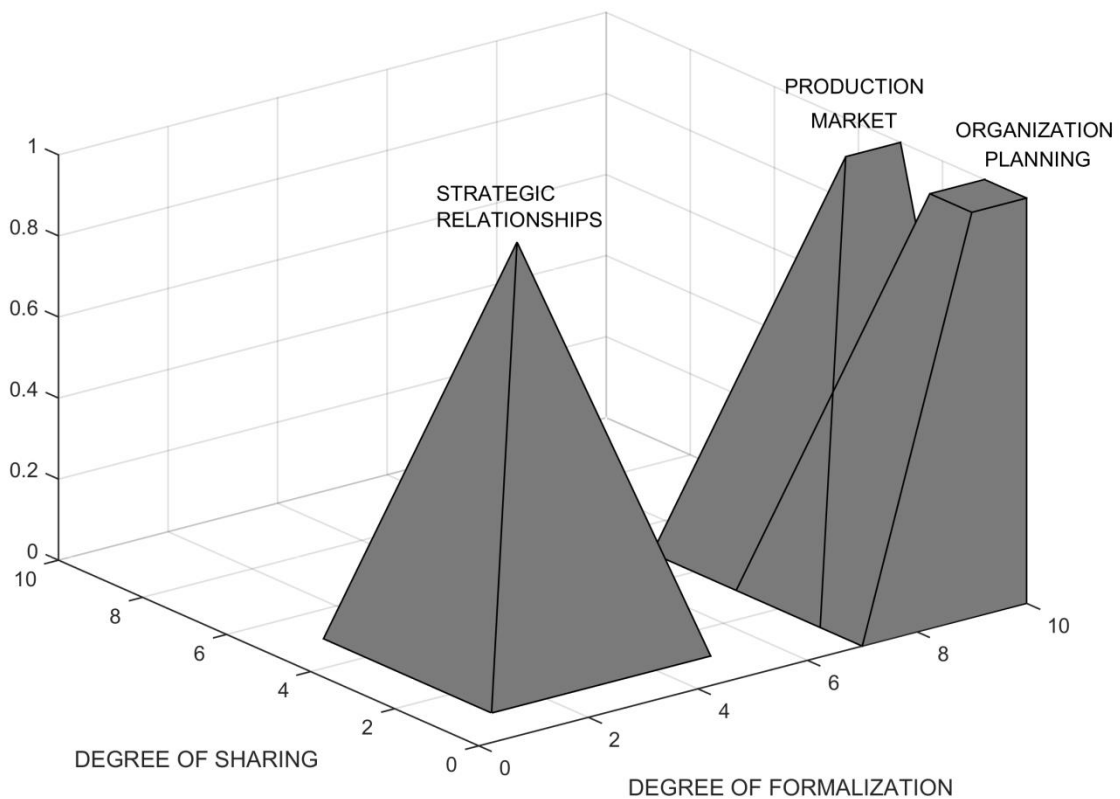 PRODUCTION
MARKET
ORGANIZATION
PLANNING
STRATEGIC
RELATIONSHIPS
1
0.8
0.6
0.4
0.2
0
10
8
6
4
2
0
0
2
4
6
8
10
DEGREE OF SHARING
DEGREE OF FORMALIZATION